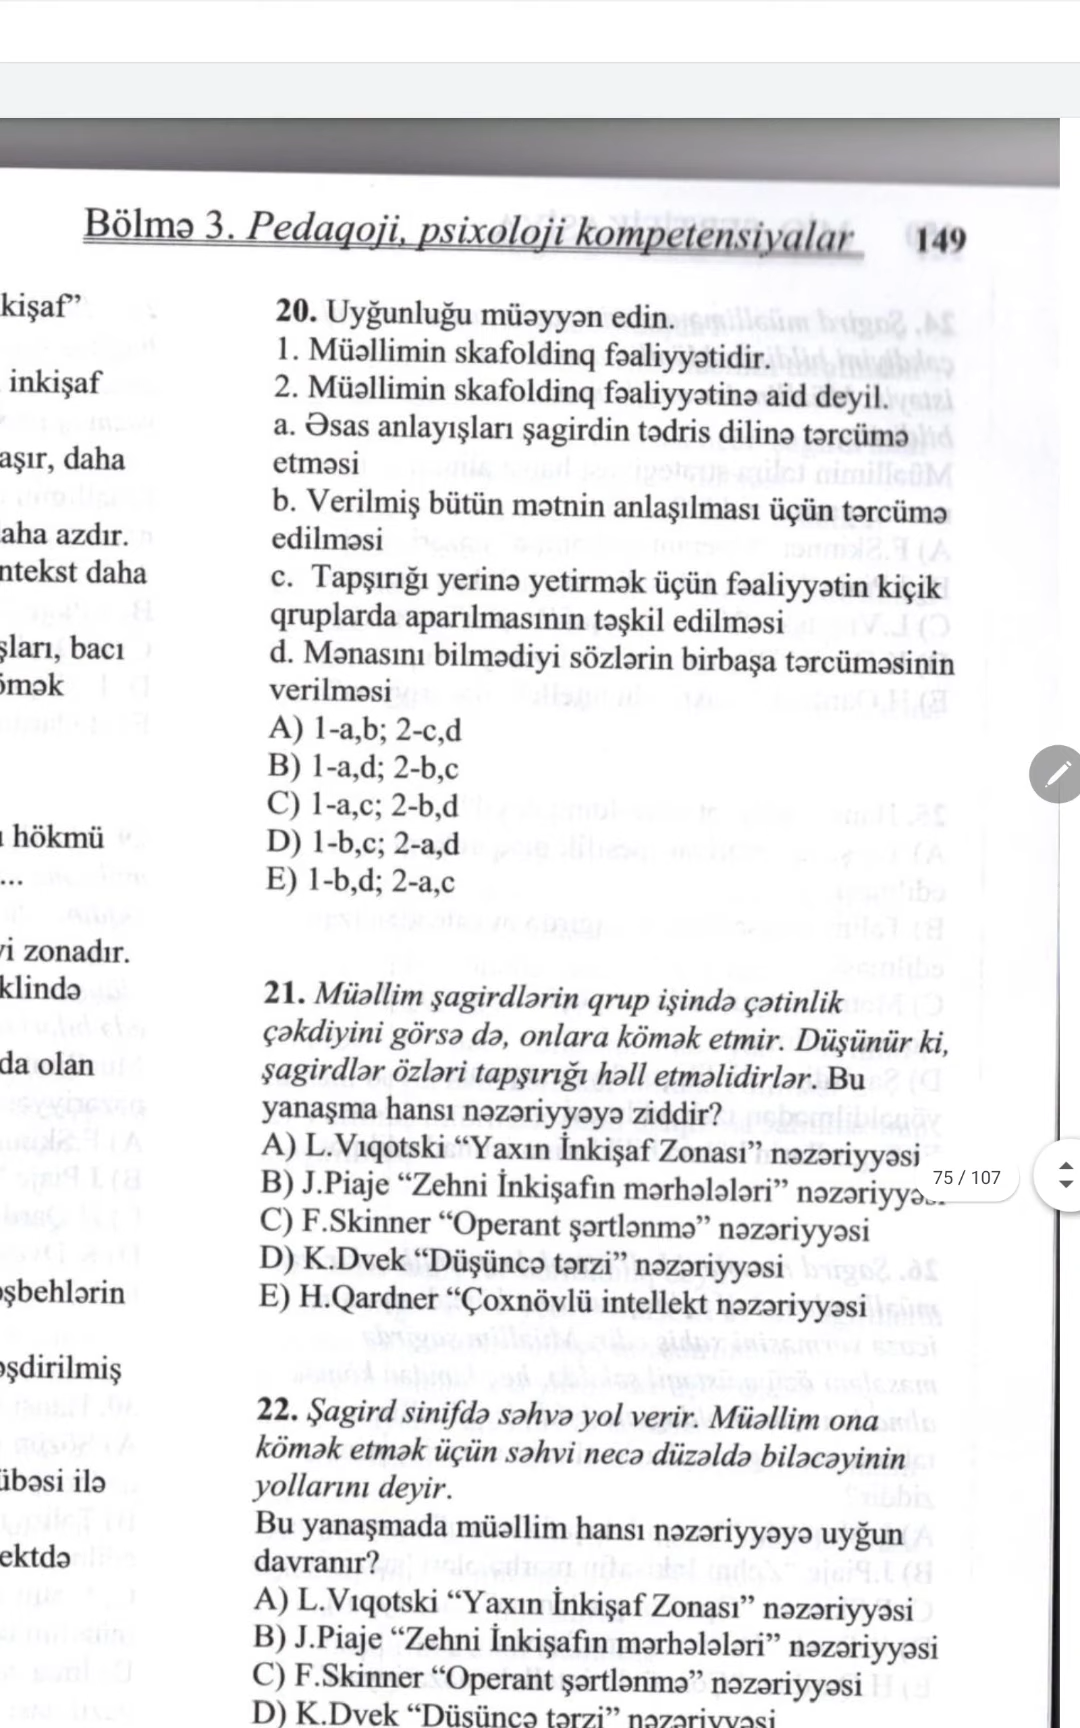 Bölmə 3. Pedaqoji, psixoloji kompetensiyalar 149
kişaf”
inkişaf
aşır, daha
aha azdır.
ntekst daha
şları, bacı
ömək
hökmü
...
vi zonadır.
klində
da olan
əşbehlərin
əşdirilmiş
übəsi ilə
ektdə
20. Uyğunluğu müəyyən edin.
1. Müəllimin skafoldinq fəaliyyətidir.
2. Müəllimin skafoldinq fəaliyyətinə aid deyil.
a. Əsas anlayışları şagirdin tədris dilinə tərcümə
etməsi
b. Verilmiş bütün mətnin anlaşılması üçün tərcümə
edilməsi
c. Tapşırığı yerinə yetirmək üçün fəaliyyətin kiçik
qruplarda aparılmasının təşkil edilməsi
d. Mənasını bilmədiyi sözlərin birbaşa tərcüməsinin
verilməsi
A) 1-a,b; 2-c,d
B) 1-a,d; 2-b,c
C) 1-a,c; 2-b,d
D) 1-b,c; 2-a,d
E) 1-b,d; 2-a,c
21. Müəllim şagirdlərin qrup işində çətinlik
çəkdiyini görsə də, onlara kömək etmir. Düşünür ki,
şagirdlər özləri tapşırığı həll etməlidirlər. Bu
yanaşma hansı nəzəriyyəyə ziddir?
A) L.Vıqotski “Yaxın İnkişaf Zonası” nəzəriyyəsi
B) J.Piaje “Zehni İnkişafın mərhələləri” nəzəriyyə
75 / 107
C) F.Skinner “Operant şərtlənmə” nəzəriyyəsi
D) K.Dvek “Düşüncə tərzi” nəzəriyyəsi
E) H.Qardner “Çoxnövlü intellekt nəzəriyyəsi
22. Şagird sinifdə səhvə yol verir. Müəllim ona
kömək etmək üçün səhvi necə düzəldə biləcəyinin
yollarını deyir.
Bu yanaşmada müəllim hansı nəzəriyyəyə uyğun
davranır?
A) L.Vıqotski “Yaxın İnkişaf Zonası” nəzəriyyəsi
B) J.Piaje “Zehni İnkişafın mərhələləri” nəzəriyyəsi
C) F.Skinner “Operant şərtlənmə” nəzəriyyəsi
D) K.Dvek “Düşüncə tərzi” nəzəriyyəsi